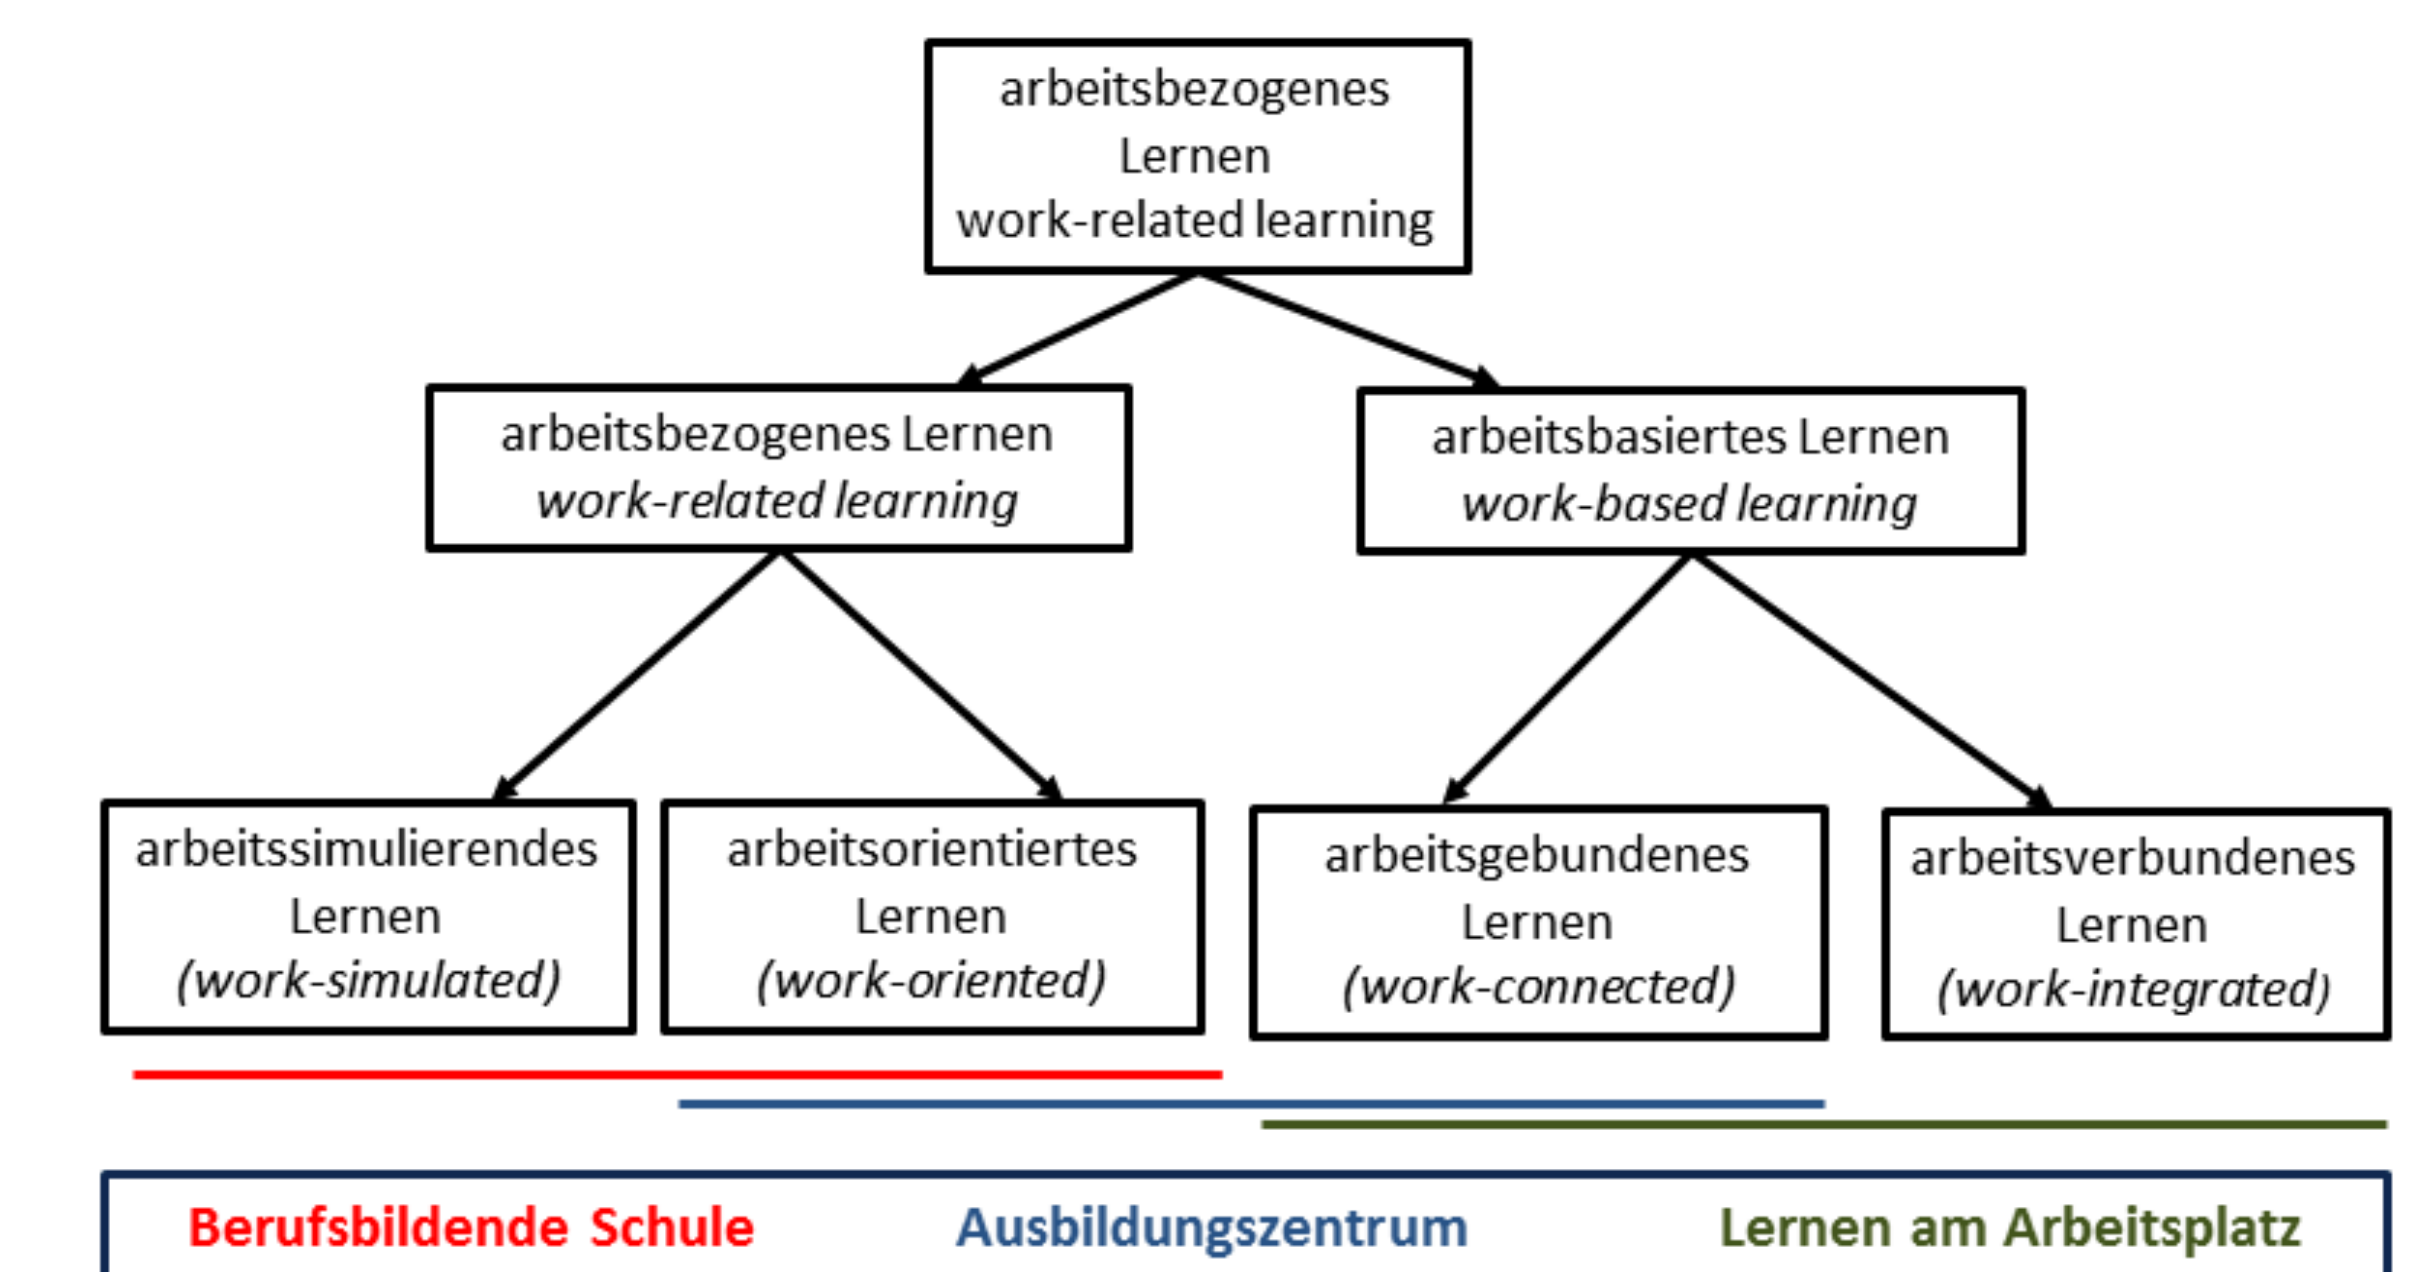 arbeitsbezogenes
Lernen
work-related learning
arbeitsbezogenes Lernen
work-related learning
arbeitsbasiertes Lernen
work-based learning
arbeitssimulierendes
Lernen
(work-simulated)
arbeitsorientiertes
Lernen
(work-oriented)
arbeitsgebundenes
Lernen
(work-connected)
arbeitsverbundenes
Lernen
(work-integrated)
Berufsbildende Schule
Ausbildungszentrum
Lernen am Arbeitsplatz